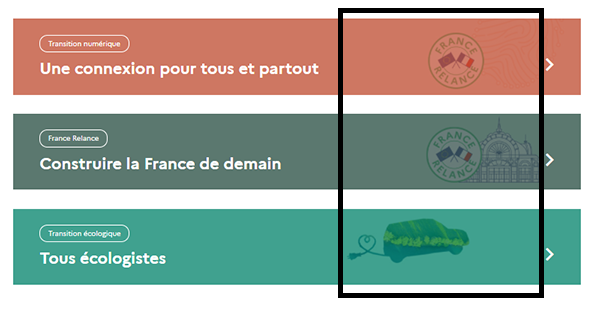 Transition numérique
Une connexion pour tous et partout
FRANCE
RELANCE
France Relance
Construire la France de demain
FRANCE
RELANCE
Transition écologique
Tous écologistes